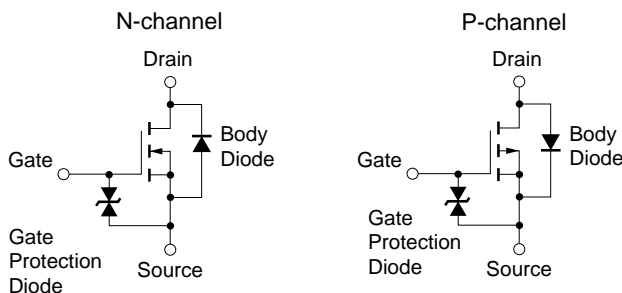 N-channel
Drain
Body
Diode
Gate
Gate
Protection
Diode
Source
P-channel
Drain
Body
Diode
Gate
Gate
Protection
Diode
Source